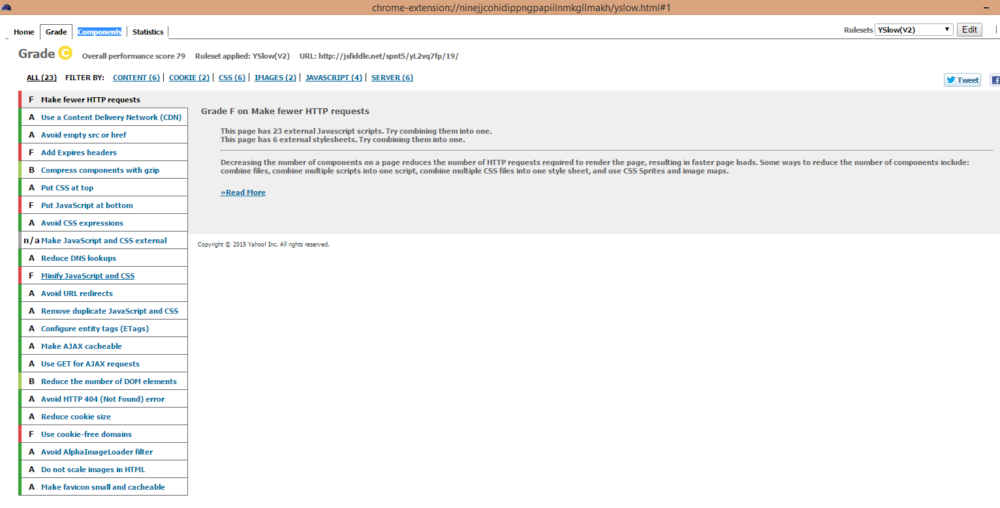 chrome-extension://ninejjcohidippngpapiilnmkgllmakh/yslow.html#1
Home Grade Components Statistics Rulesets YSlow(V2) Edit
Grade C Overall performance score 79 Ruleset applied: YSlow(V2) URL: http://jsfiddle.net/spnt5/yL2vq7fp/19/
ALL (23) FILTER BY: CONTENT (6) COOKIE (2) CSS (6) IMAGES (2) JAVASCRIPT (4) SERVER (6)
Tweet
F Make fewer HTTP requests
A Use a Content Delivery Network (CDN)
A Avoid empty src or href
F Add Expires headers
B Compress components with gzip
A Put CSS at top
F Put JavaScript at bottom
A Avoid CSS expressions
n/a Make JavaScript and CSS external
A Reduce DNS lookups
F Minify JavaScript and CSS
A Avoid URL redirects
A Remove duplicate JavaScript and CSS
A Configure entity tags (ETags)
A Make AJAX cacheable
A Use GET for AJAX requests
B Reduce the number of DOM elements
A Avoid HTTP 404 (Not Found) error
A Reduce cookie size
F Use cookie-free domains
A Avoid AlphaImageLoader filter
A Do not scale images in HTML
A Make favicon small and cacheable
Grade F on Make fewer HTTP requests
This page has 23 external Javascript scripts. Try combining them into one.
This page has 6 external stylesheets. Try combining them into one.
Decreasing the number of components on a page reduces the number of HTTP requests required to render the page, resulting in faster page loads. Some ways to reduce the number of components include:
combine files, combine multiple scripts into one script, combine multiple CSS files into one style sheet, and use CSS Sprites and image maps.
»Read More
Copyright © 2015 Yahoo! Inc. All rights reserved.